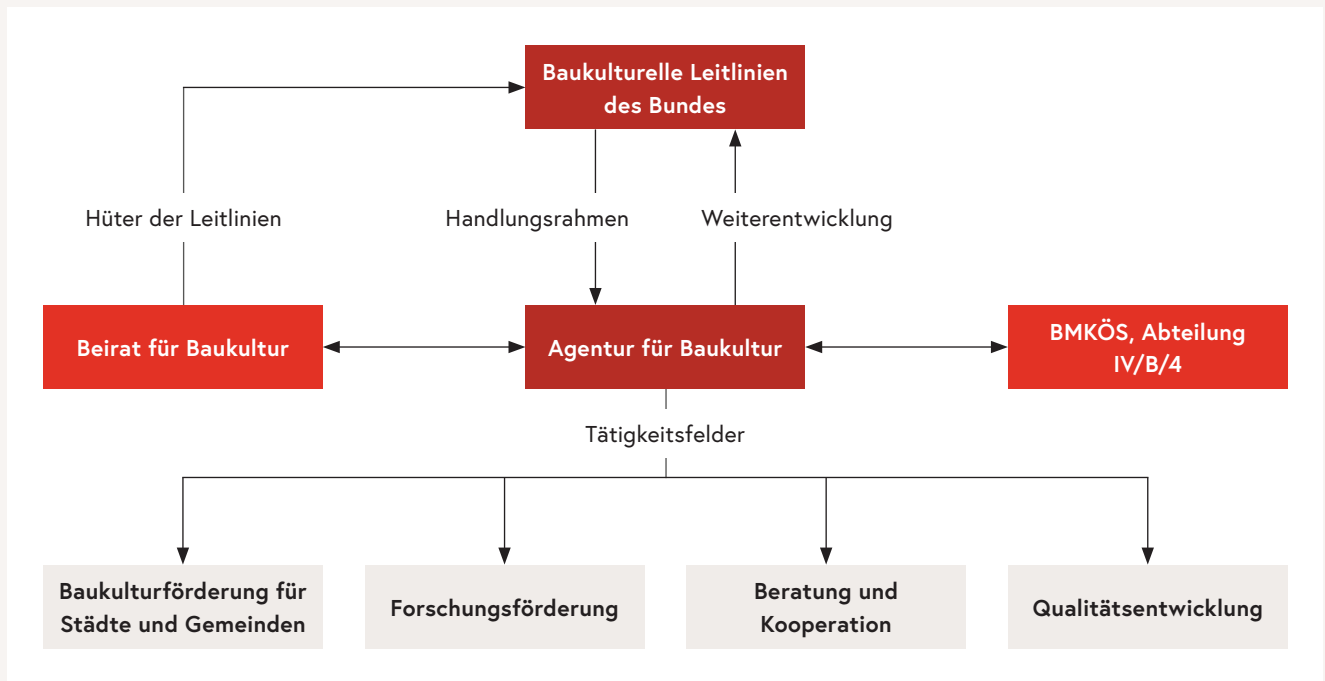 Baukulturelle Leitlinien
des Bundes
Hüter der Leitlinien
Handlungsrahmen
Weiterentwicklung
Beirat für Baukultur
Agentur für Baukultur
BMKÖS, Abteilung
IV/B/4
Tätigkeitsfelder
Baukulturförderung für
Städte und Gemeinden
Forschungsförderung
Beratung und
Kooperation
Qualitätsentwicklung